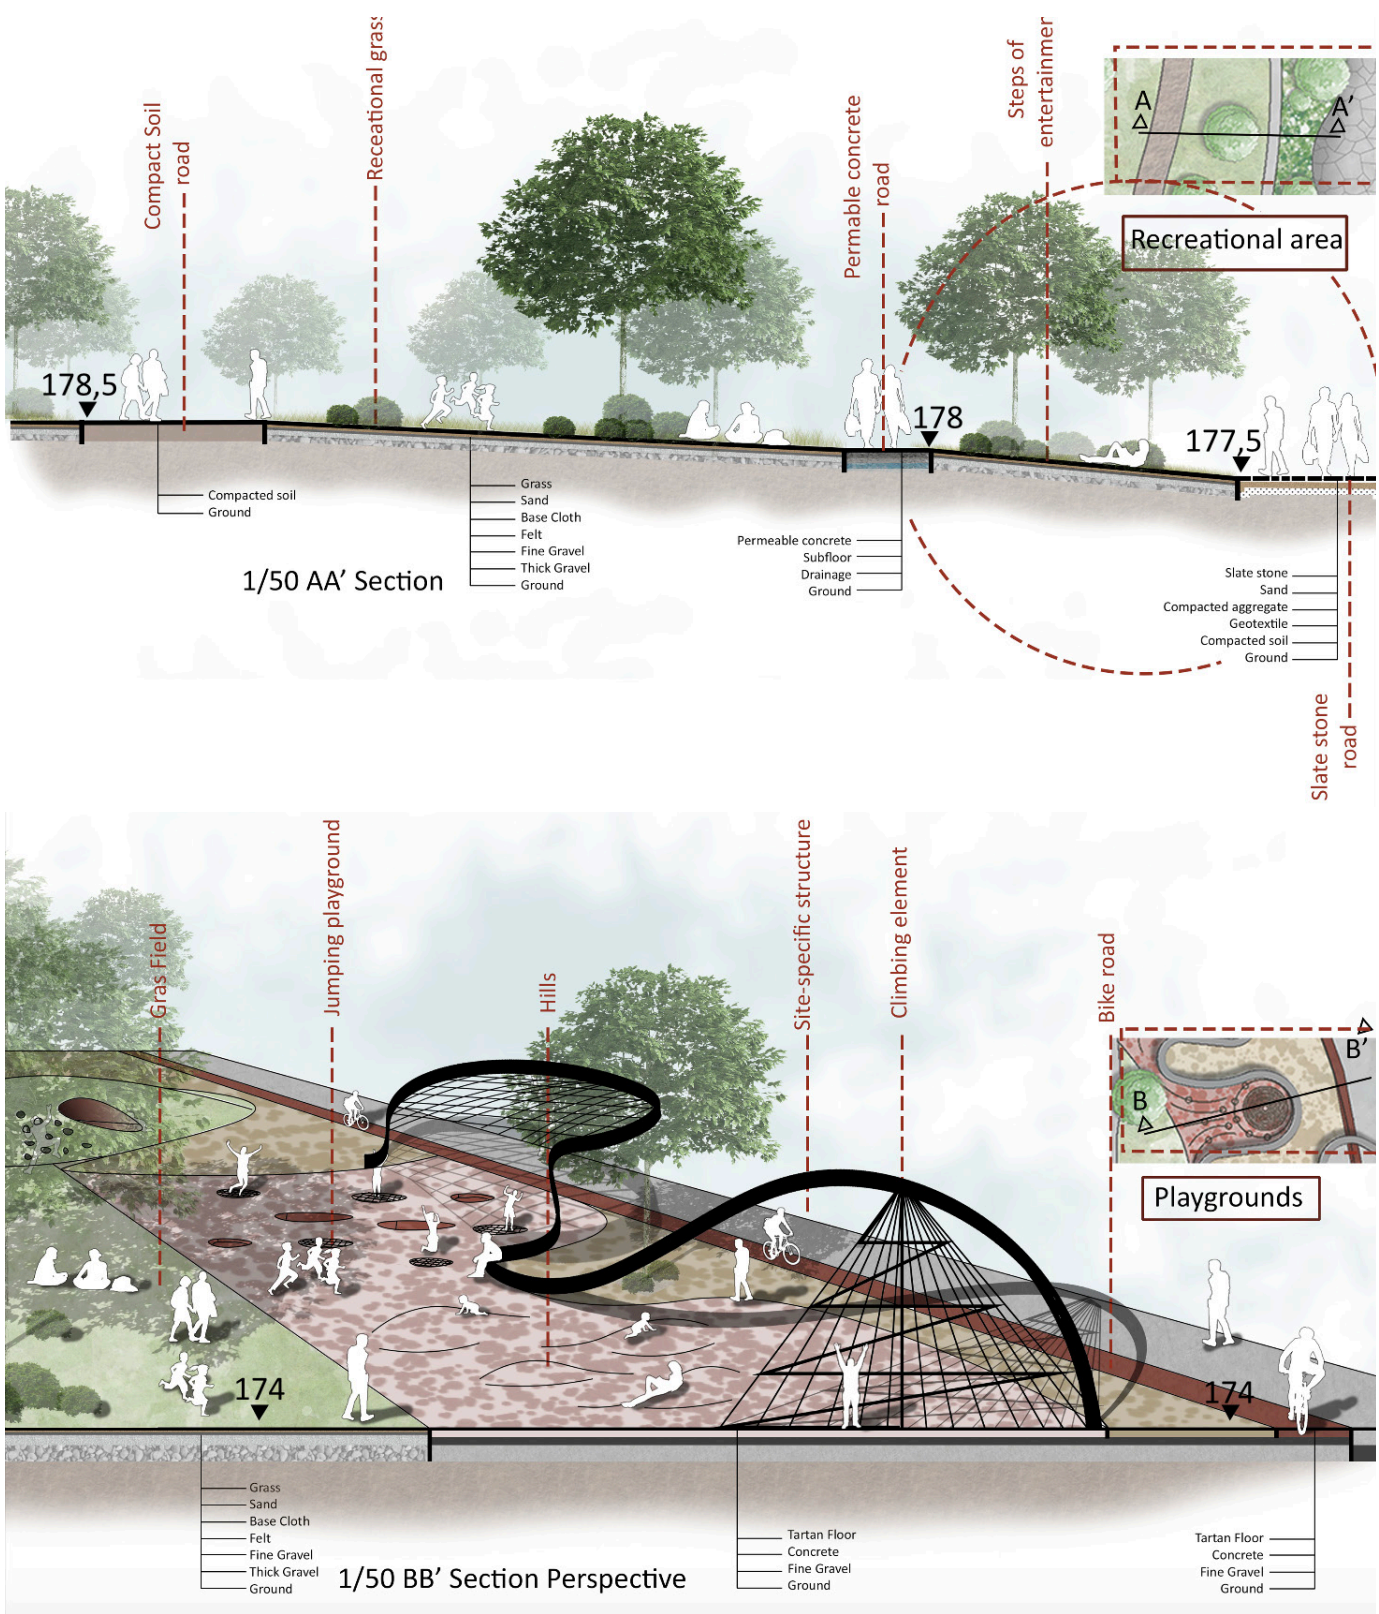 Compact Soil
road
Receational grass
Permable concrete
road
Steps of
entertainmer
A
A'
Recreational area
178,5
178
177,5
Compacted soil
Ground
Grass
Sand
Base Cloth
Felt
Fine Gravel
Thick Gravel
Ground
Permeable concrete
Subfloor
Drainage
Ground
Slate stone
Sand
Compacted aggregate
Geotextile
Compacted soil
Ground
1/50 AA' Section
Slate stone
road
Gras Field
Jumping playground
Hills
Site-specific structure
Climbing element
Bike road
B'
B
Playgrounds
174
174
Grass
Sand
Base Cloth
Felt
Fine Gravel
Thick Gravel
Ground
Tartan Floor
Concrete
Fine Gravel
Ground
Tartan Floor
Concrete
Fine Gravel
Ground
1/50 BB' Section Perspective